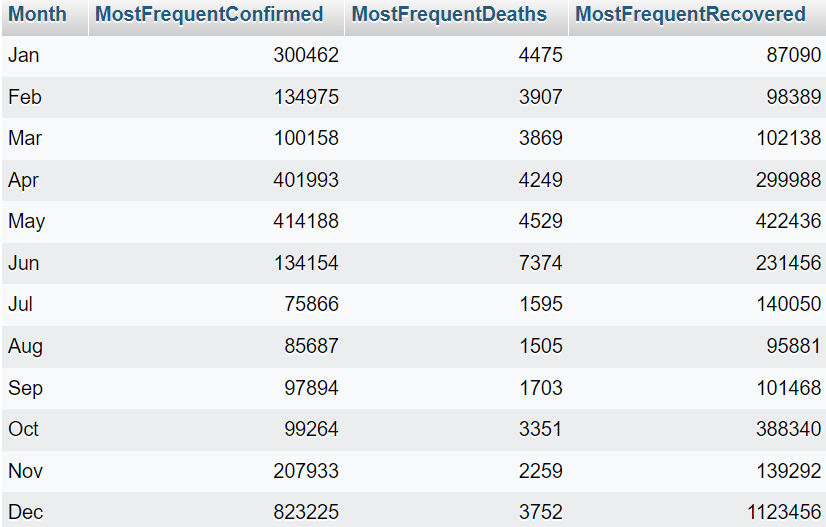 Month MostFrequentConfirmed MostFrequentDeaths MostFrequentRecovered
Jan 300462 4475 87090
Feb 134975 3907 98389
Mar 100158 3869 102138
Apr 401993 4249 299988
May 414188 4529 422436
Jun 134154 7374 231456
Jul 75866 1595 140050
Aug 85687 1505 95881
Sep 97894 1703 101468
Oct 99264 3351 388340
Nov 207933 2259 139292
Dec 823225 3752 1123456